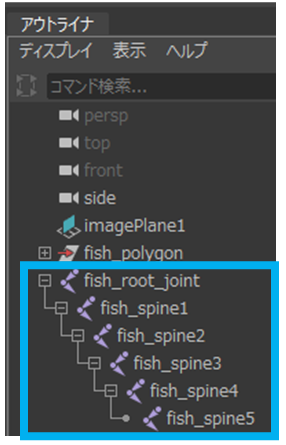 アウトライナ
ディスプレイ 表示 ヘルプ
コマンド検索...
persp
top
front
side
imagePlane1
fish_polygon
fish_root_joint
fish_spine1
fish_spine2
fish_spine3
fish_spine4
fish_spine5